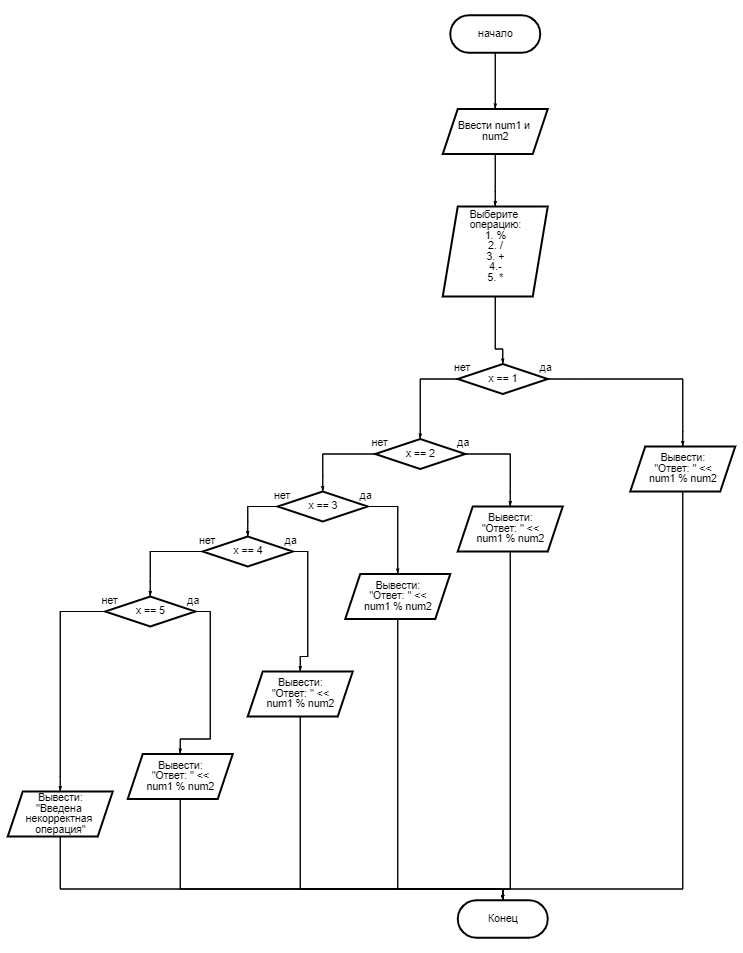 начало
Ввести num1 и
num2
Выберите
операцию:
1. %
2. /
3. +
4.-
5. *
нет
да
x == 1
нет
да
x == 2
Вывести:
"Ответ: " <<
num1 % num2
нет
да
x == 3
Вывести:
"Ответ: " <<
num1 % num2
нет
да
x == 4
Вывести:
"Ответ: " <<
num1 % num2
нет
да
x == 5
Вывести:
"Ответ: " <<
num1 % num2
Вывести:
"Ответ: " <<
num1 % num2
Вывести:
"Введена
некорректная
операция"
Конец